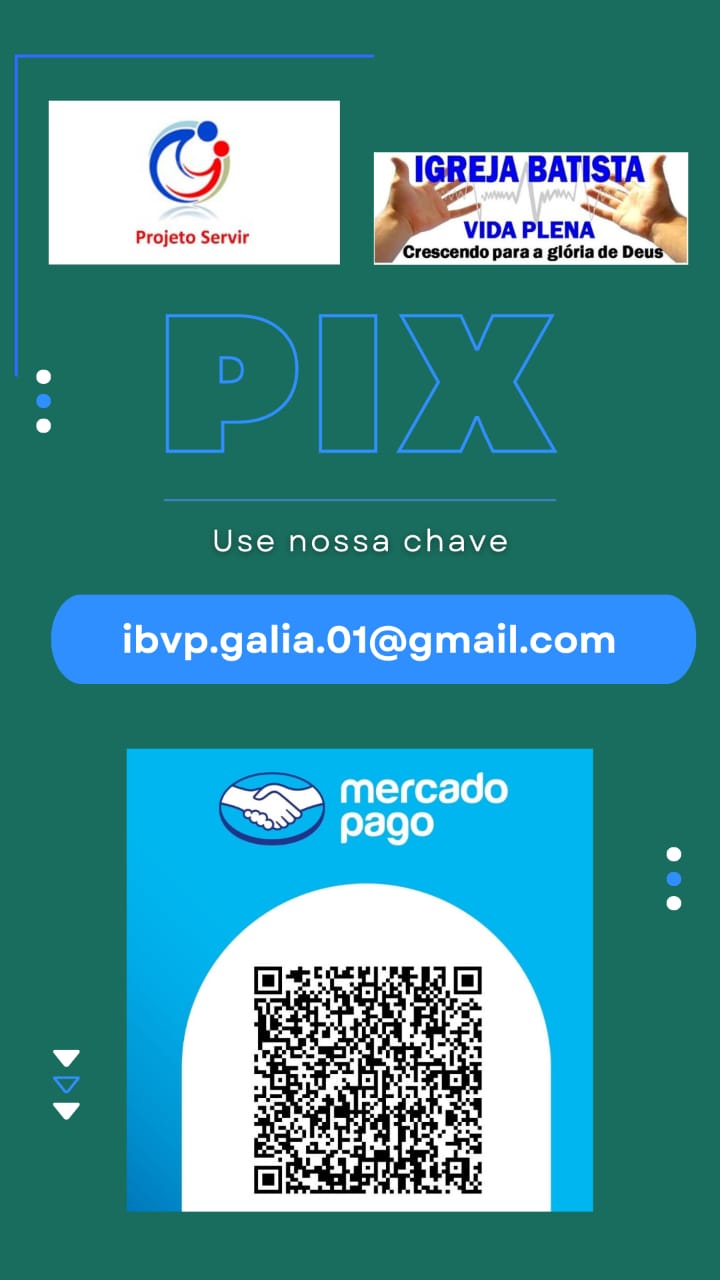 Projeto Servir
IGREJA BATISTA
VIDA PLENA
Crescendo para a glória de Deus
PIX
Use nossa chave
ibvp.galia.01@gmail.com
mercado
pago